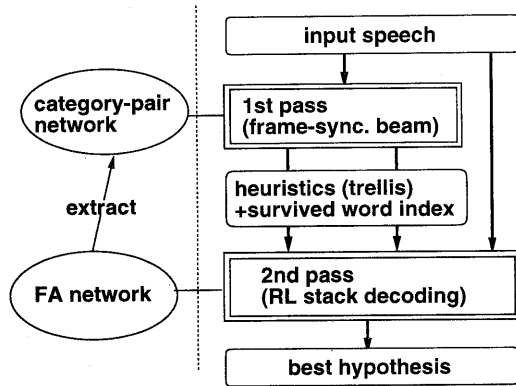 input speech
category-pair
network
1st pass
(frame-sync. beam)
heuristics (trellis)
+survived word index
extract
FA network
2nd pass
(RL stack decoding)
best hypothesis